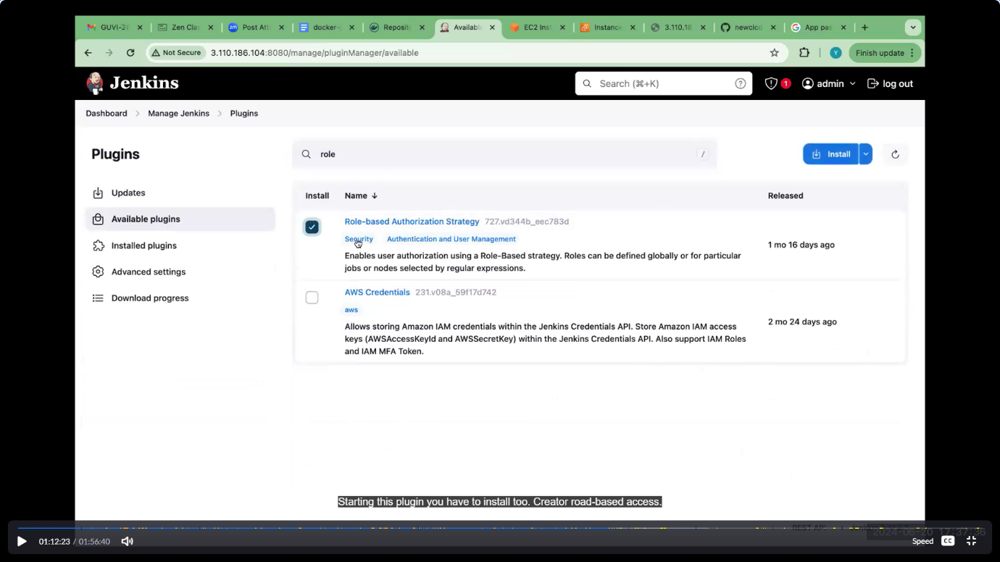 GUVI-2
Zen Cla
Post Att
docker-
Reposit
Availabl
EC2 Inst
Instance
3.110.18
newcicd
App pas
Not Secure
3.110.186.104:8080/manage/pluginManager/available
Y
Finish update
Jenkins
Search (⌘+K)
1
admin
log out
Dashboard
Manage Jenkins
Plugins
Plugins
role
/
Install
Updates
Available plugins
Installed plugins
Advanced settings
Download progress
Install Name ↓ Released
Role-based Authorization Strategy 727.vd344b_eec783d
Security Authentication and User Management
Enables user authorization using a Role-Based strategy. Roles can be defined globally or for particular
jobs or nodes selected by regular expressions.
1 mo 16 days ago
AWS Credentials 231.v08a_59f17d742
aws
Allows storing Amazon IAM credentials within the Jenkins Credentials API. Store Amazon IAM access
keys (AWSAccessKeyId and AWSSecretKey) within the Jenkins Credentials API. Also support IAM Roles
and IAM MFA Token.
2 mo 24 days ago
Starting this plugin you have to install too. Creator road-based access.
REST API
2024-06-20 17:37:36
01:12:23 / 01:56:40
Speed
CC